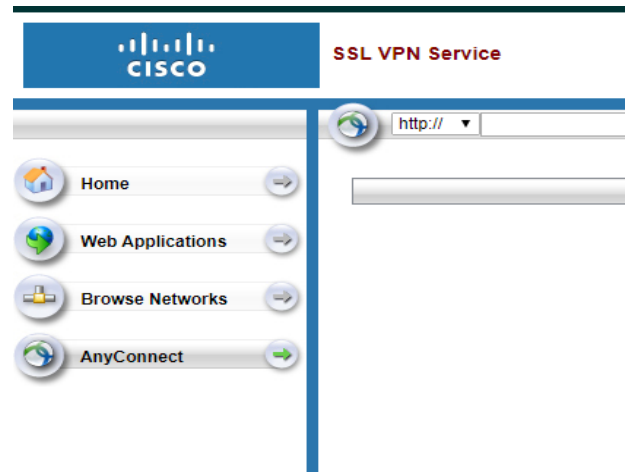 CISCO
SSL VPN Service
http://
Home
Web Applications
Browse Networks
AnyConnect